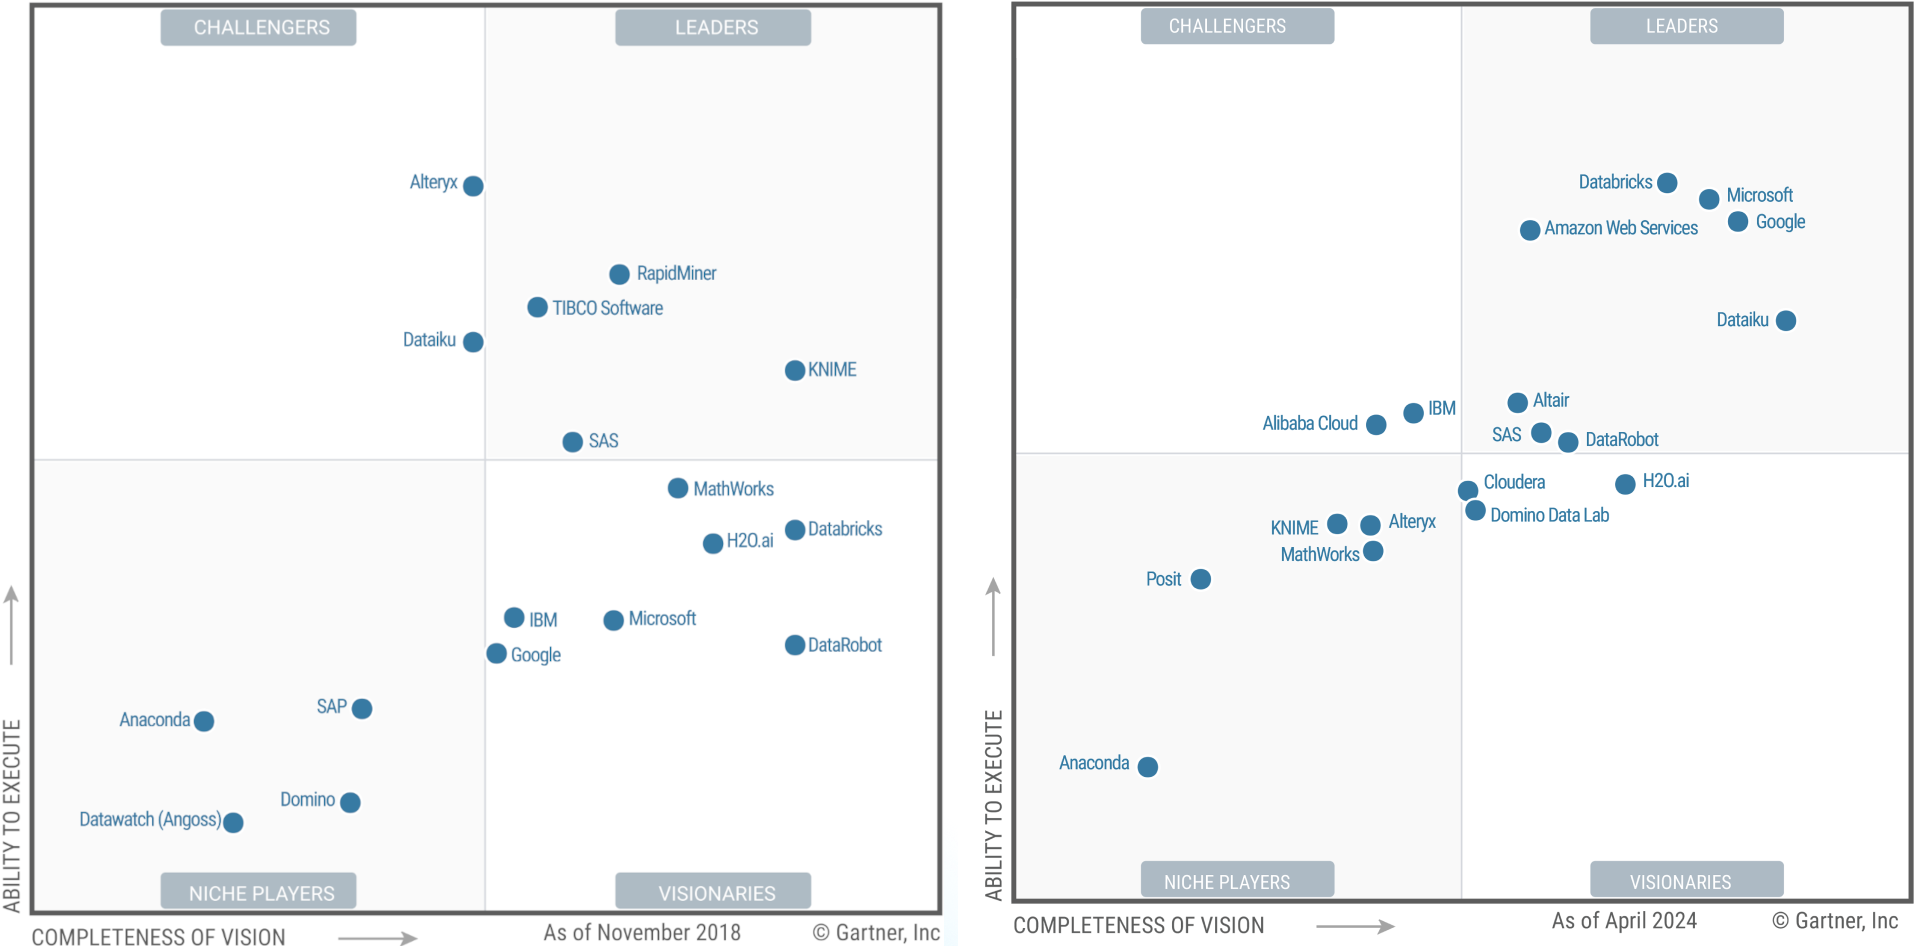 CHALLENGERS
LEADERS
Alteryx
RapidMiner
TIBCO Software
Dataiku
KNIME
SAS
MathWorks
Databricks
H2O.ai
IBM
Microsoft
Google
DataRobot
SAP
Anaconda
Domino
Datawatch (Angoss)
NICHE PLAYERS
VISIONARIES
ABILITY TO EXECUTE
COMPLETENESS OF VISION
As of November 2018
© Gartner, Inc
CHALLENGERS
LEADERS
Databricks
Microsoft
Google
Amazon Web Services
Dataiku
Altair
IBM
Alibaba Cloud
SAS
DataRobot
Cloudera
H2O.ai
Domino Data Lab
KNIME
Alteryx
MathWorks
Posit
Anaconda
NICHE PLAYERS
VISIONARIES
ABILITY TO EXECUTE
COMPLETENESS OF VISION
As of April 2024
© Gartner, Inc